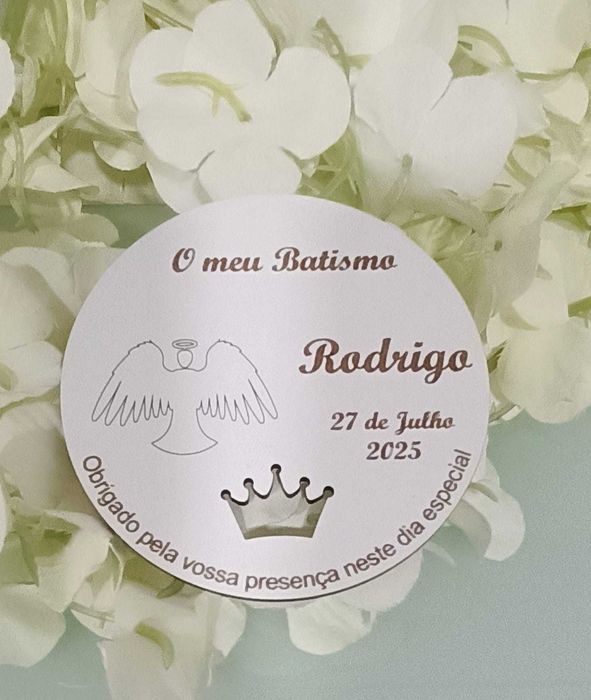 O meu Batismo
Rodrigo
27 de Julho
2025
Obrigado pela vossa presença neste dia especial